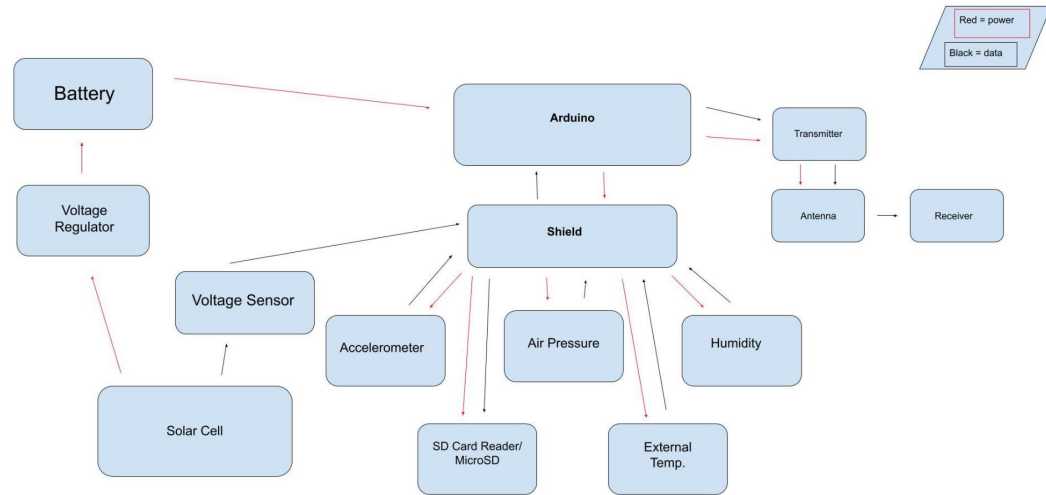 Red = power
Black = data
Battery
Arduino
Transmitter
Voltage
Regulator
Antenna
Receiver
Shield
Voltage Sensor
Accelerometer
Air Pressure
Humidity
Solar Cell
SD Card Reader/
MicroSD
External
Temp.